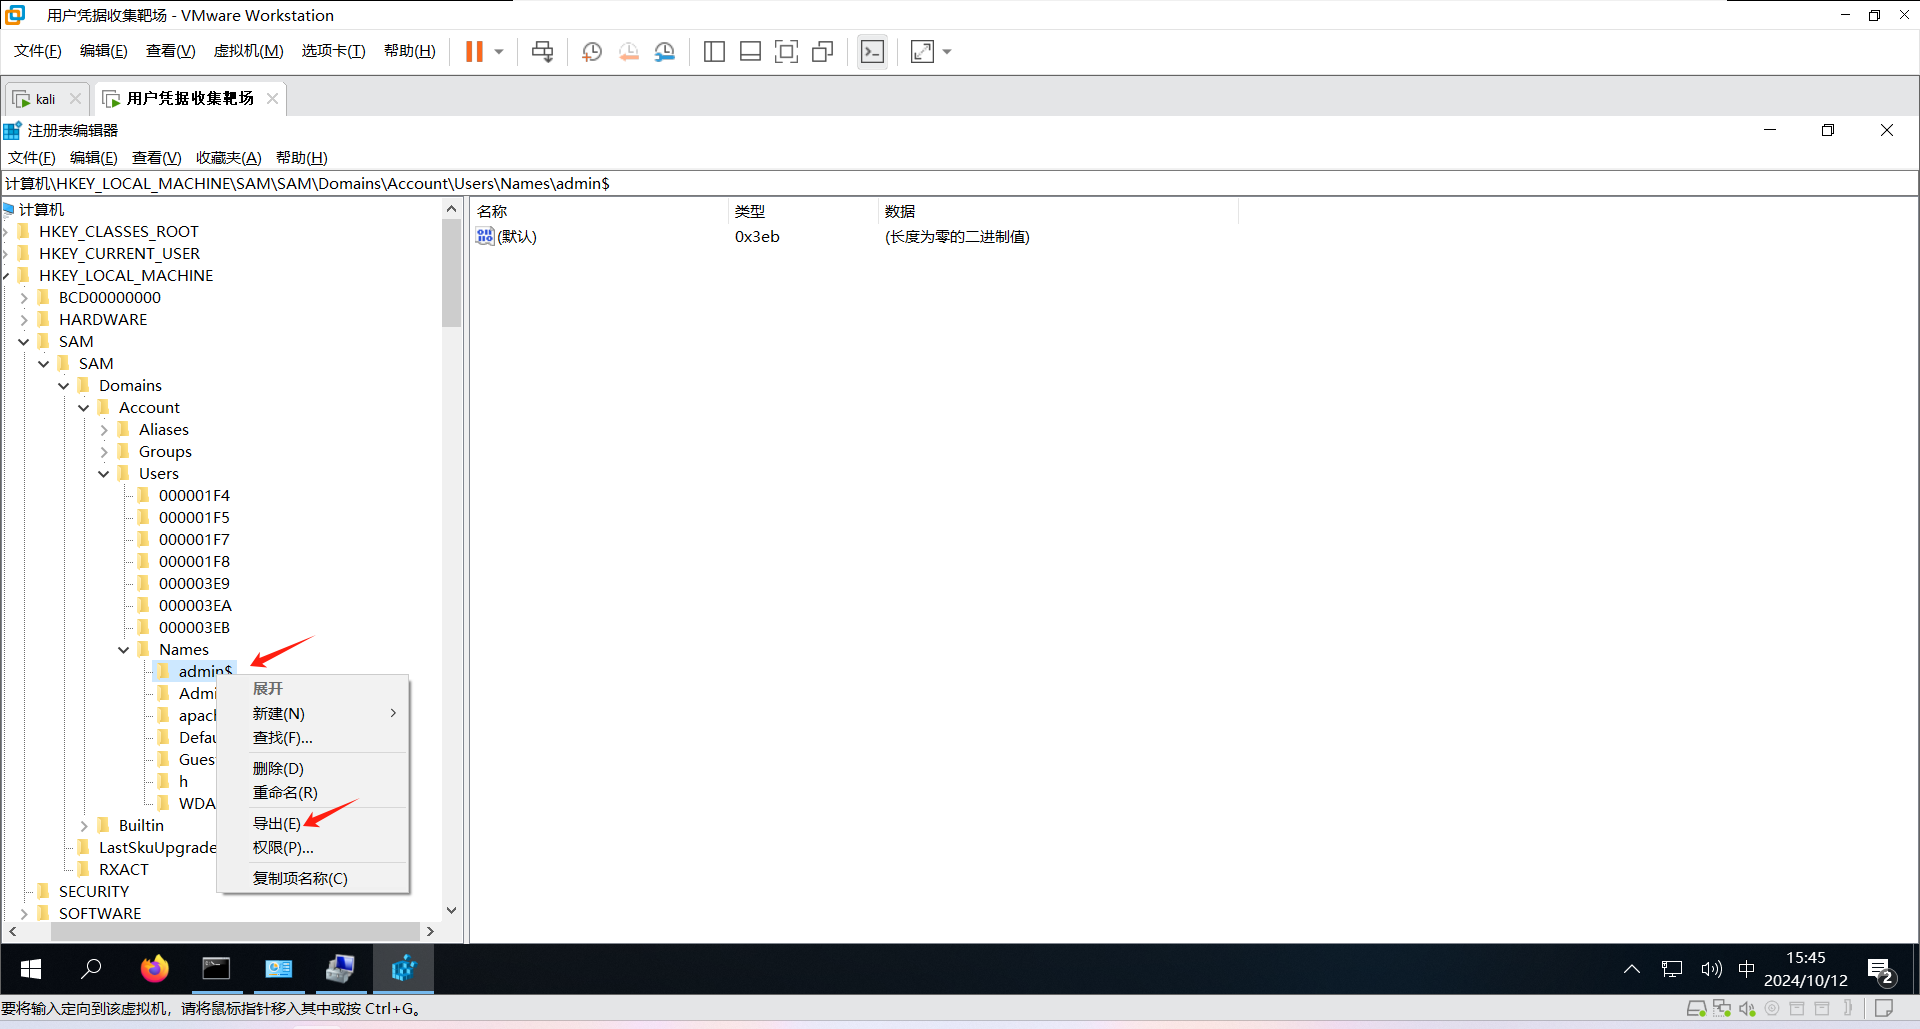 用户凭据收集靶场 - VMware Workstation
文件(F) 编辑(E) 查看(V) 虚拟机(M) 选项卡(T) 帮助(H)
kali
用户凭据收集靶场
注册表编辑器
文件(F) 编辑(E) 查看(V) 收藏夹(A) 帮助(H)
计算机\HKEY_LOCAL_MACHINE\SAM\SAM\Domains\Account\Users\Names\admin$
计算机
HKEY_CLASSES_ROOT
HKEY_CURRENT_USER
HKEY_LOCAL_MACHINE
BCD00000000
HARDWARE
SAM
SAM
Domains
Account
Aliases
Groups
Users
000001F4
000001F5
000001F7
000001F8
000003E9
000003EA
000003EB
Names
admin$
Admi
apach
Defau
Gues
h
WDA
Builtin
LastSkuUpgrade
RXACT
SECURITY
SOFTWARE
名称 类型 数据
(默认) 0x3eb (长度为零的二进制值)
展开
新建(N)
查找(F)...
删除(D)
重命名(R)
导出(E)
权限(P)...
复制项名称(C)
中
15:45
2024/10/12
2
要将输入定向到该虚拟机，请将鼠标指针移入其中或按 Ctrl+G。